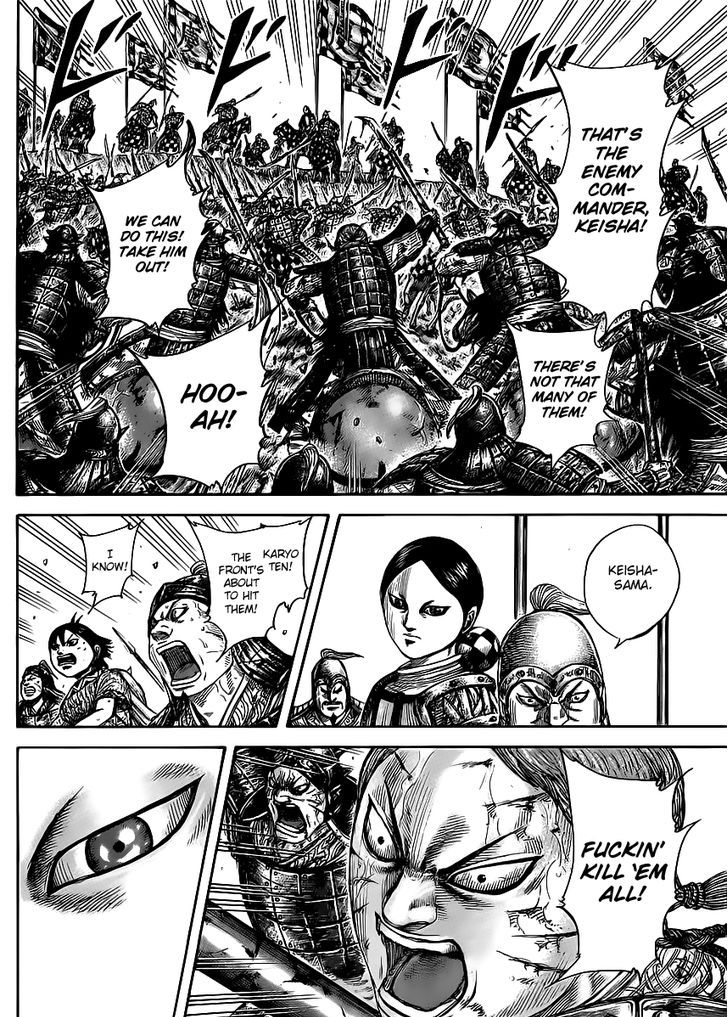 ドドドド
THAT'S
THE
ENEMY
COM-
MANDER,
KEISHA!
WE CAN
DO THIS!
TAKE HIM
OUT!
THERE'S
NOT THAT
MANY OF
THEM!
HOO-
AH!
KEISHA-
SAMA.
KARYO
TEN!
THE
FRONT'S
ABOUT
TO HIT
THEM!
I
KNOW!
FUCKIN'
KILL 'EM
ALL!